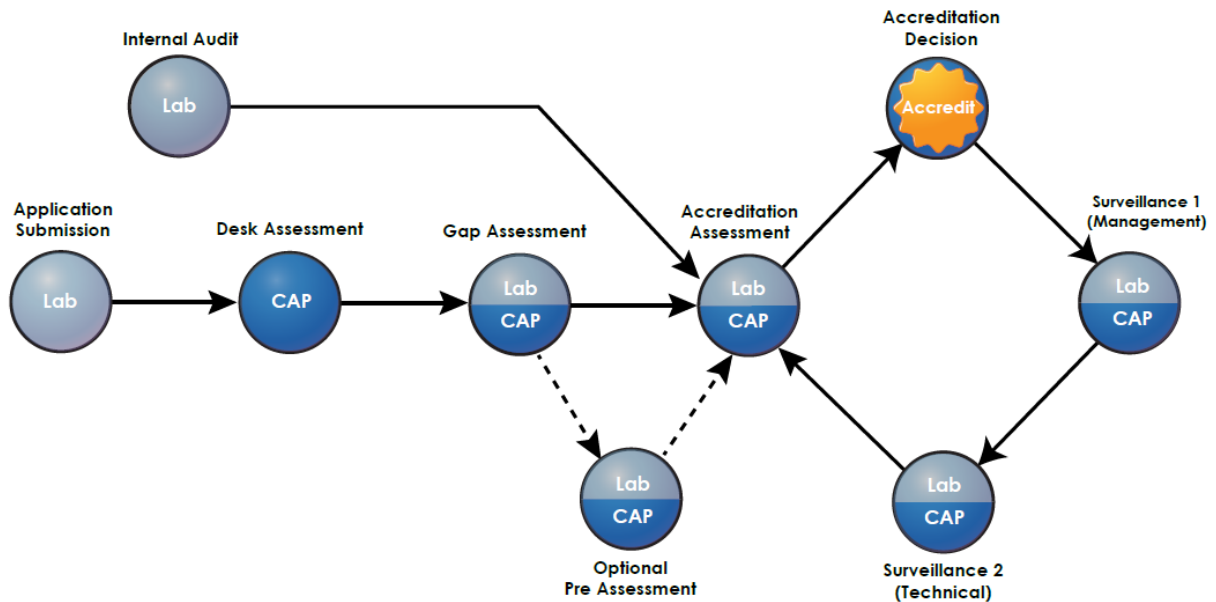 Internal Audit
Lab
Accreditation
Decision
Accredit
Application
Submission
Lab
Desk Assessment
CAP
Gap Assessment
Lab
CAP
Accreditation
Assessment
Lab
CAP
Surveillance 1
(Management)
Lab
CAP
Lab
CAP
Optional
Pre Assessment
Lab
CAP
Surveillance 2
(Technical)